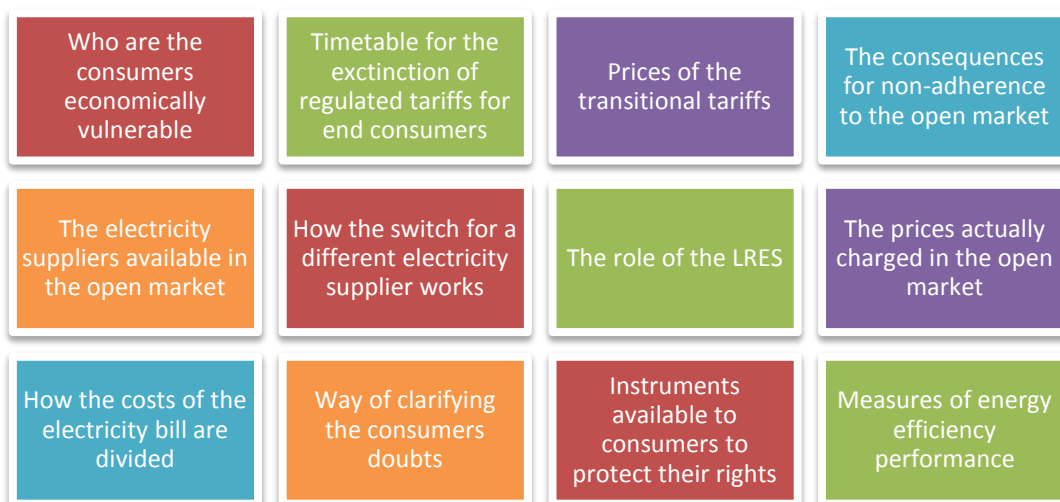 Who are the
consumers
economically
vulnerable
Timetable for the
exctinction of
regulated tariffs for
end consumers
Prices of the
transitional tariffs
The consequences
for non-adherence
to the open market
The electricity
suppliers available in
the open market
How the switch for a
different electricity
supplier works
The role of the LRES
The prices actually
charged in the open
market
How the costs of the
electricity bill are
divided
Way of clarifying
the consumers
doubts
Instruments
available to
consumers to
protect their rights
Measures of energy
efficiency
performance